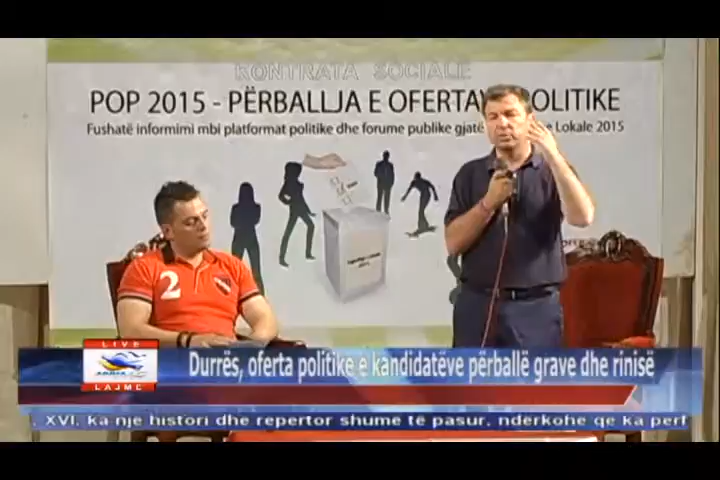 KONTRATA SOCIALE
POP 2015 - PËRBALLJA E OFERTAVE POLITIKE
Fushatë informimi mbi platformat politike dhe forume publike gjatë Lokale 2015
2
LIVE
LAJME
Durrës, oferta politike e kandidatëve përballë grave dhe rinisë
. XVI. ka nje histori dhe repertor shume të pasur. nderkohe qe ka perf